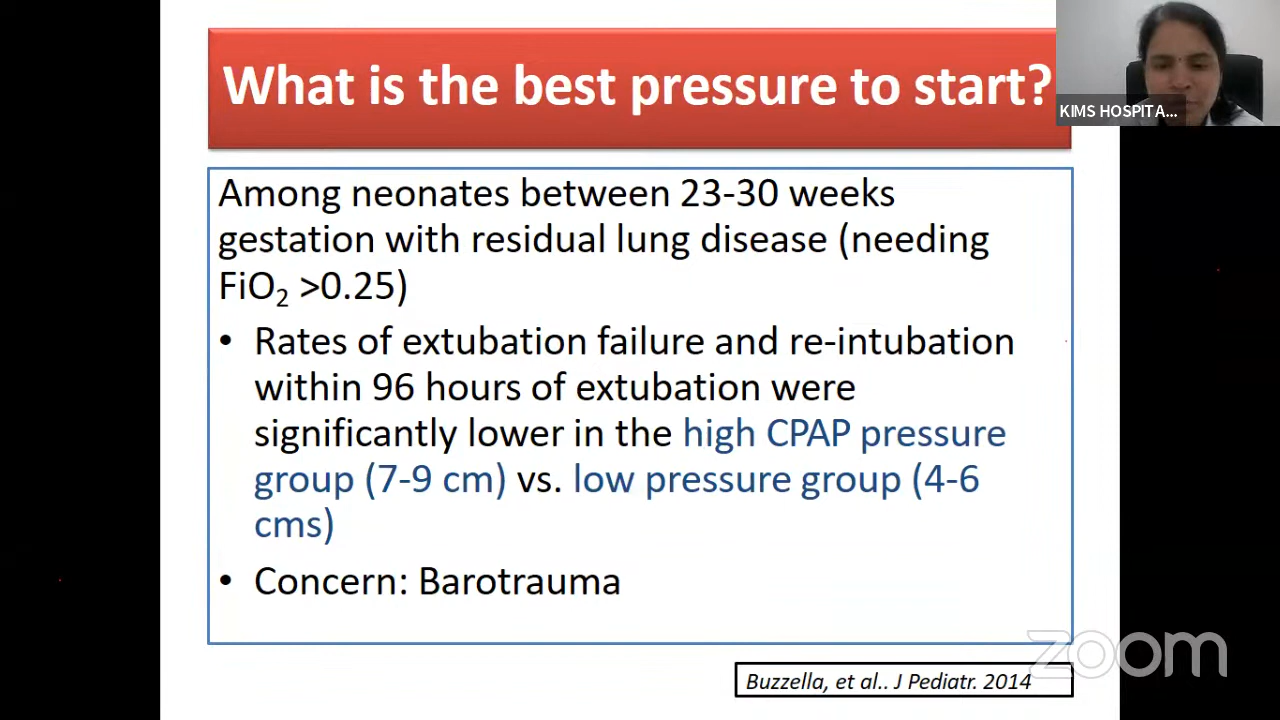 What is the best pressure to start?
KIMS HOSPITA...
Among neonates between 23-30 weeks
gestation with residual lung disease (needing
FiO₂ >0.25)
• Rates of extubation failure and re-intubation
within 96 hours of extubation were
significantly lower in the high CPAP pressure
group (7-9 cm) vs. low pressure group (4-6
cms)
• Concern: Barotrauma
zoom
Buzzella, et al.. J Pediatr. 2014